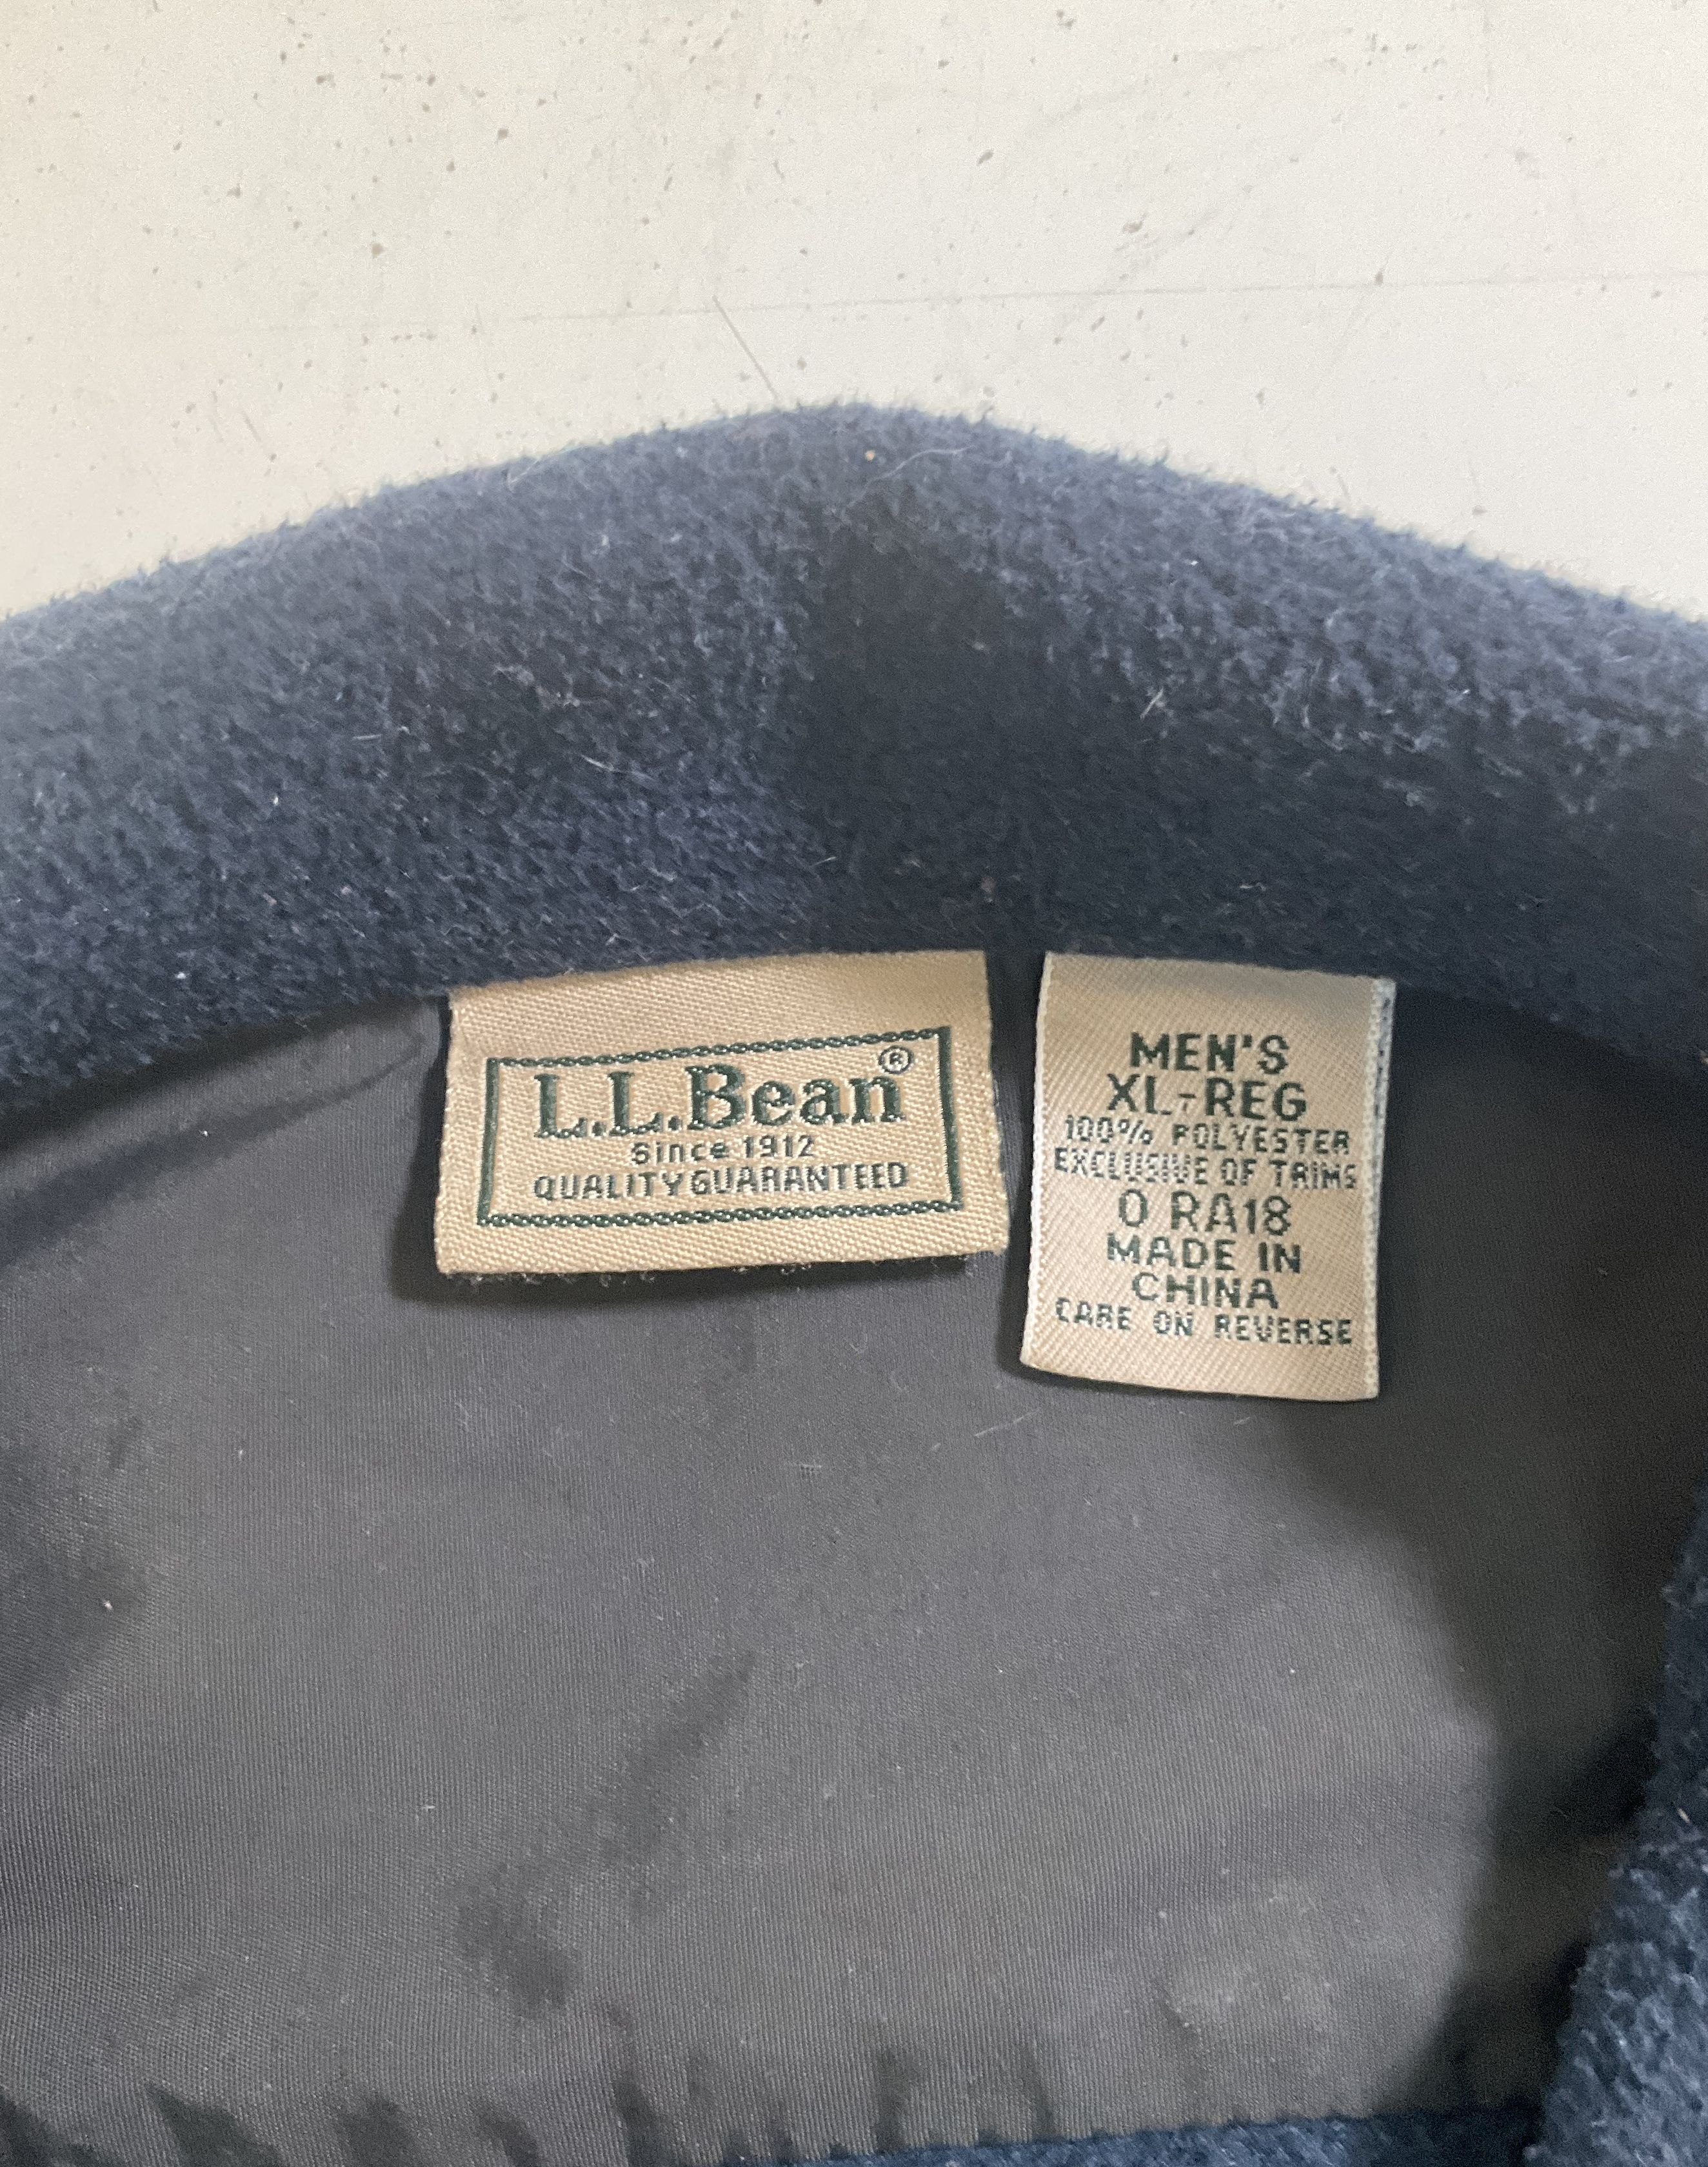 L.L.Bean®
Since 1912
QUALITY GUARANTEED
MEN'S
XL-REG
100% POLYESTER
EXCLUSIVE OF TRIMS
0 RA18
MADE IN
CHINA
CARE ON REVERSE